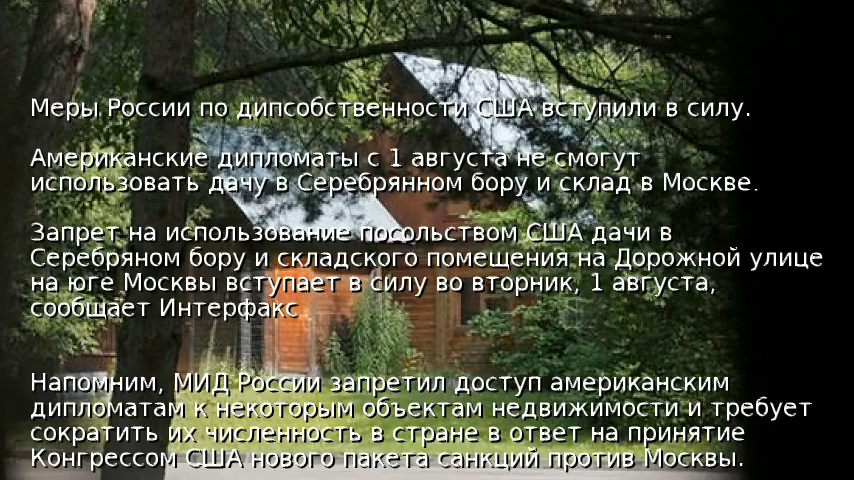 Меры России по дипсобственности США вступили в силу.
Американские дипломаты с 1 августа не смогут
использовать дачу в Серебрянном бору и склад в Москве.
Запрет на использование посольством США дачи в
Серебряном бору и складского помещения на Дорожной улице
на юге Москвы вступает в силу во вторник, 1 августа,
сообщает Интерфакс
Напомним, МИД России запретил доступ американским
дипломатам к некоторым объектам недвижимости и требует
сократить их численность в стране в ответ на принятие
Конгрессом США нового пакета санкций против Москвы.